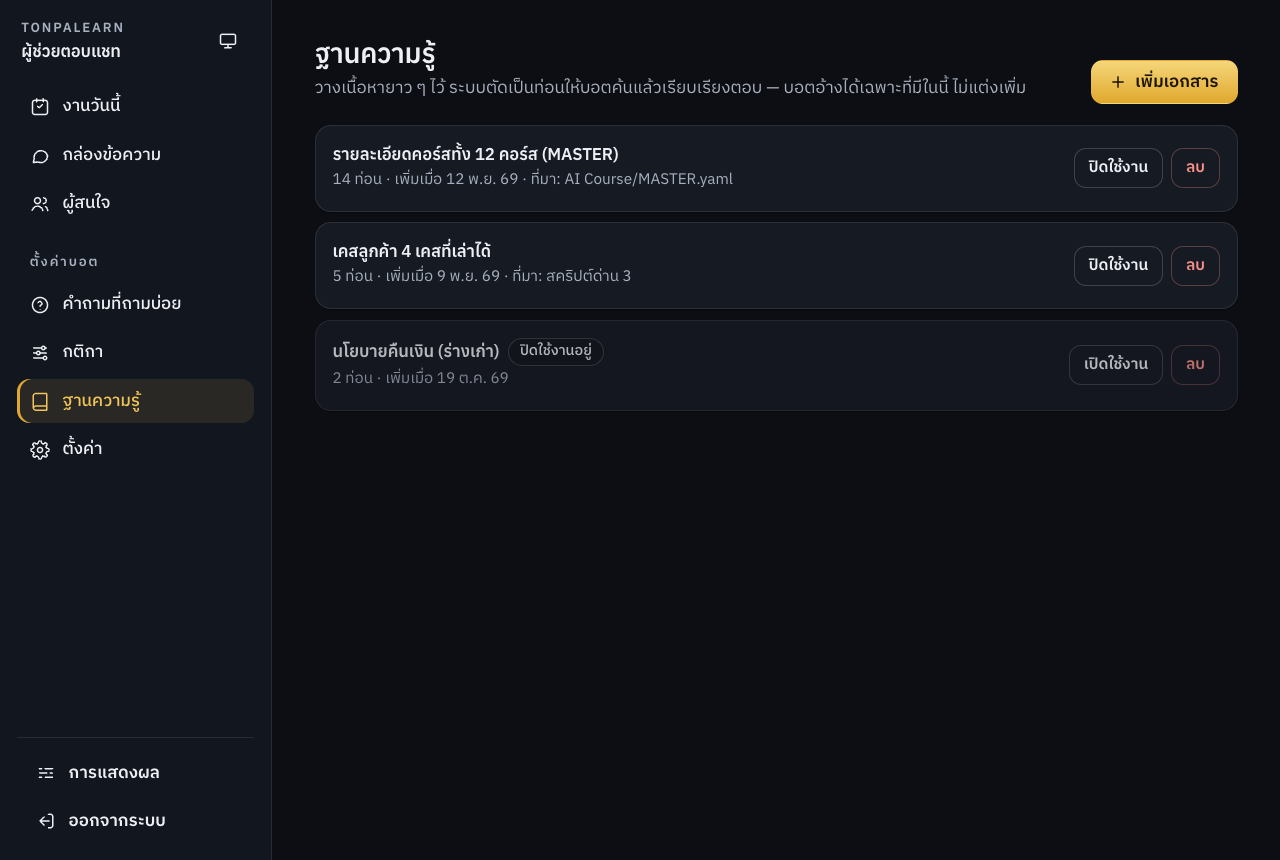 TONPALEARN
ผู้ช่วยตอบแชท
งานวันนี้
กล่องข้อความ
ผู้สนใจ
ตั้งค่าบอต
คำถามที่ถามบ่อย
กติกา
ฐานความรู้
ตั้งค่า
การแสดงผล
ออกจากระบบ
ฐานความรู้
วางเนื้อหายาว ๆ ไว้ ระบบตัดเป็นท่อนให้บอตค้นแล้วเรียบเรียงตอบ — บอตอ้างได้เฉพาะที่มีในนี้ ไม่แต่งเพิ่ม
เพิ่มเอกสาร
รายละเอียดคอร์สทั้ง 12 คอร์ส (MASTER)
14 ท่อน · เพิ่มเมื่อ 12 พ.ย. 69 · ที่มา: AI Course/MASTER.yaml
ปิดใช้งาน ลบ
เคสลูกค้า 4 เคสที่เล่าได้
5 ท่อน · เพิ่มเมื่อ 9 พ.ย. 69 · ที่มา: สคริปต์ด่าน 3
ปิดใช้งาน ลบ
นโยบายคืนเงิน (ร่างเก่า) ปิดใช้งานอยู่
2 ท่อน · เพิ่มเมื่อ 19 ต.ค. 69
เปิดใช้งาน ลบ